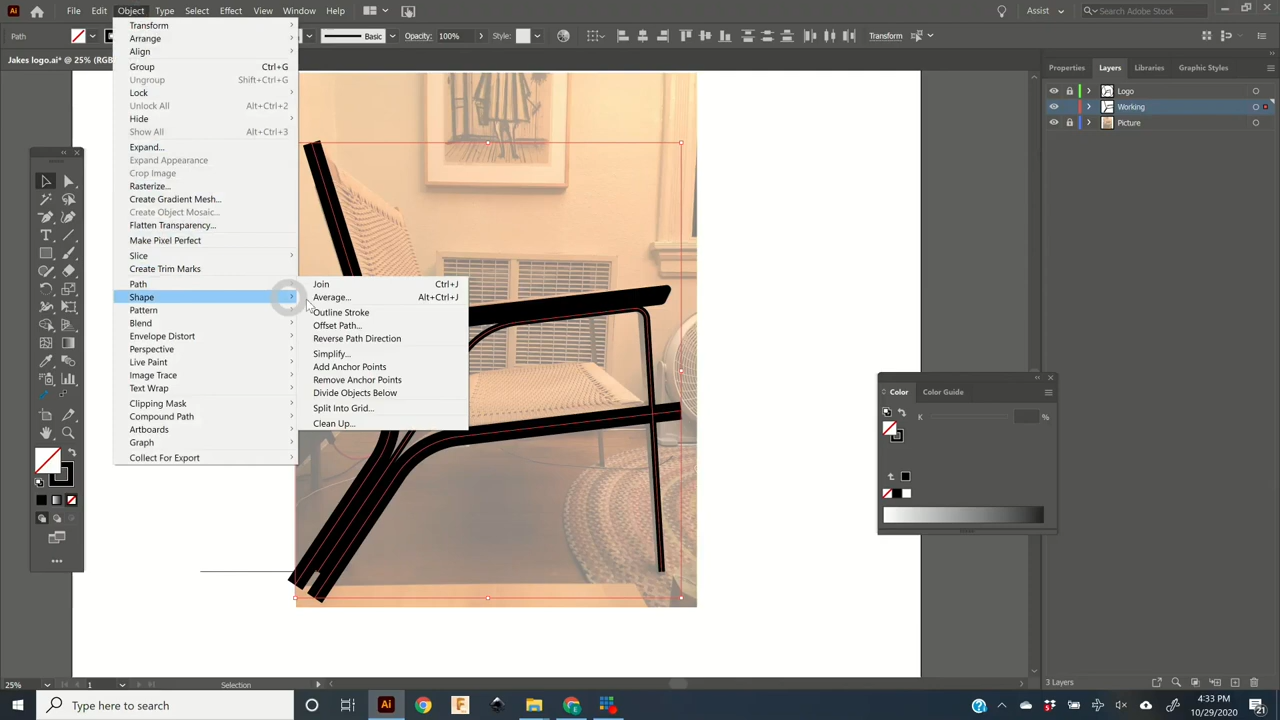 Ai File Edit Object Type Select Effect View Window Help Assist Search Adobe Stock
Path Basic Opacity: 100% Style: Transform
Jakes logo.ai* @ 25% (RGB
Transform
Arrange
Align
Group Ctrl+G
Ungroup Shift+Ctrl+G
Lock
Unlock All Alt+Ctrl+2
Hide
Show All Alt+Ctrl+3
Expand...
Expand Appearance
Crop Image
Rasterize...
Create Gradient Mesh...
Create Object Mosaic...
Flatten Transparency...
Make Pixel Perfect
Slice
Create Trim Marks
Path
Shape
Pattern
Blend
Envelope Distort
Perspective
Live Paint
Image Trace
Text Wrap
Clipping Mask
Compound Path
Artboards
Graph
Collect For Export
Join Ctrl+J
Average... Alt+Ctrl+J
Outline Stroke
Offset Path...
Reverse Path Direction
Simplify...
Add Anchor Points
Remove Anchor Points
Divide Objects Below
Split Into Grid...
Clean Up...
Properties Layers Libraries Graphic Styles
Logo
Working
Picture
Color Color Guide
K %
3 Layers
25% 1 Selection
Type here to search
Ai
4:33 PM
10/29/2020